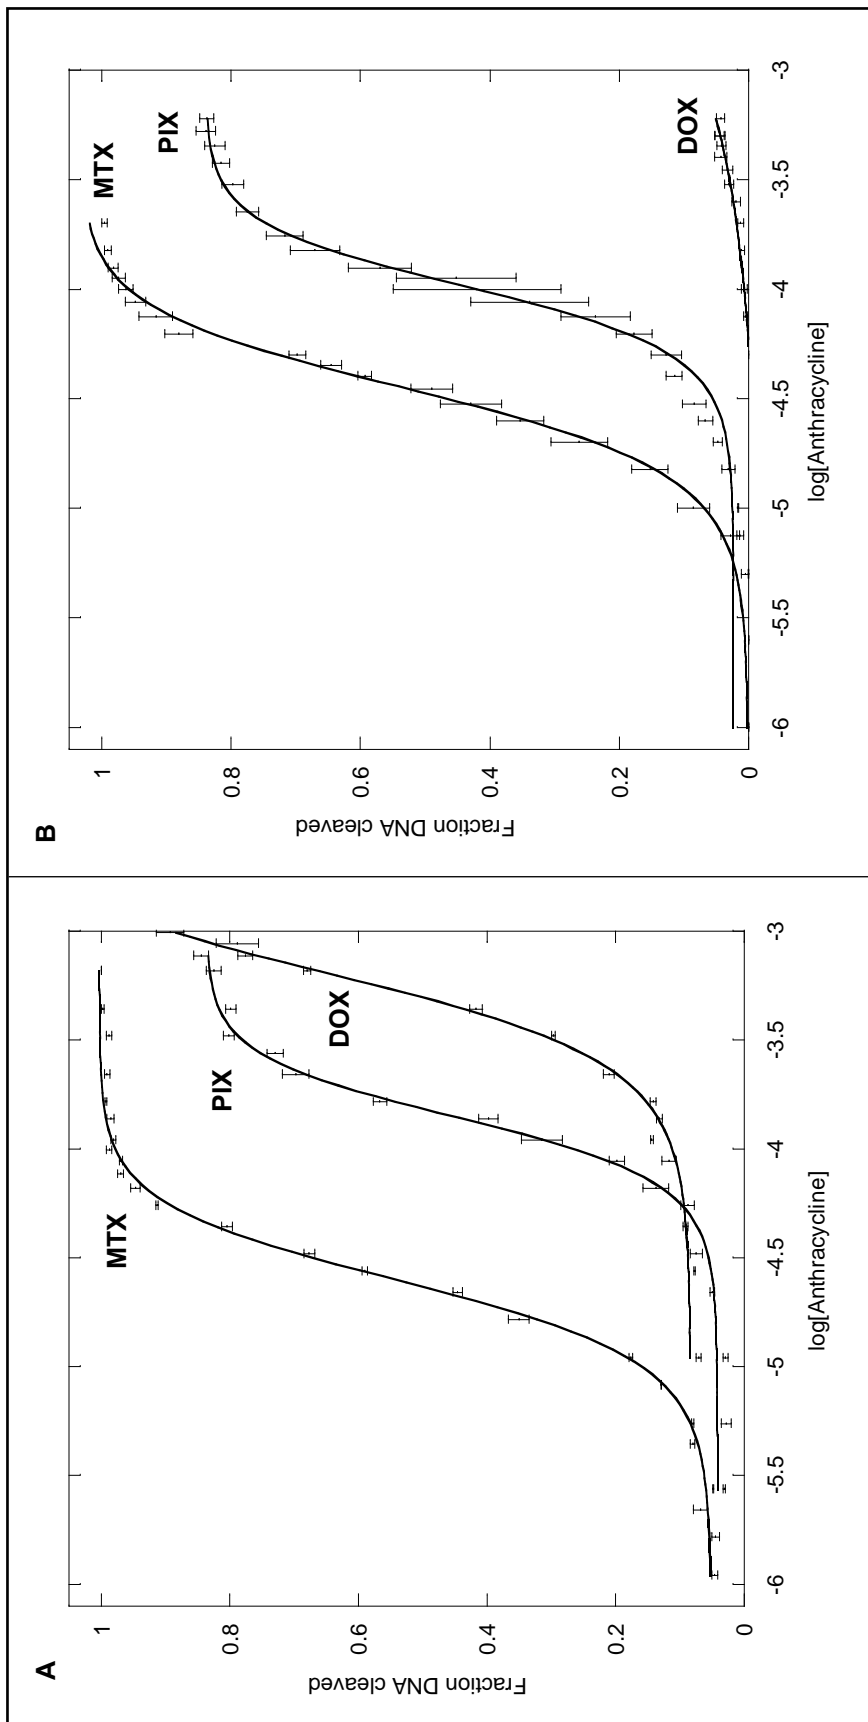 A
Fraction DNA cleaved
1
0.8
0.6
0.4
0.2
0
-6
-5.5
-5
-4.5
-4
-3.5
-3
log[Anthracycline]
MTX
PIX
DOX
B
Fraction DNA cleaved
1
0.8
0.6
0.4
0.2
0
-6
-5.5
-5
-4.5
-4
-3.5
-3
log[Anthracycline]
MTX
PIX
DOX